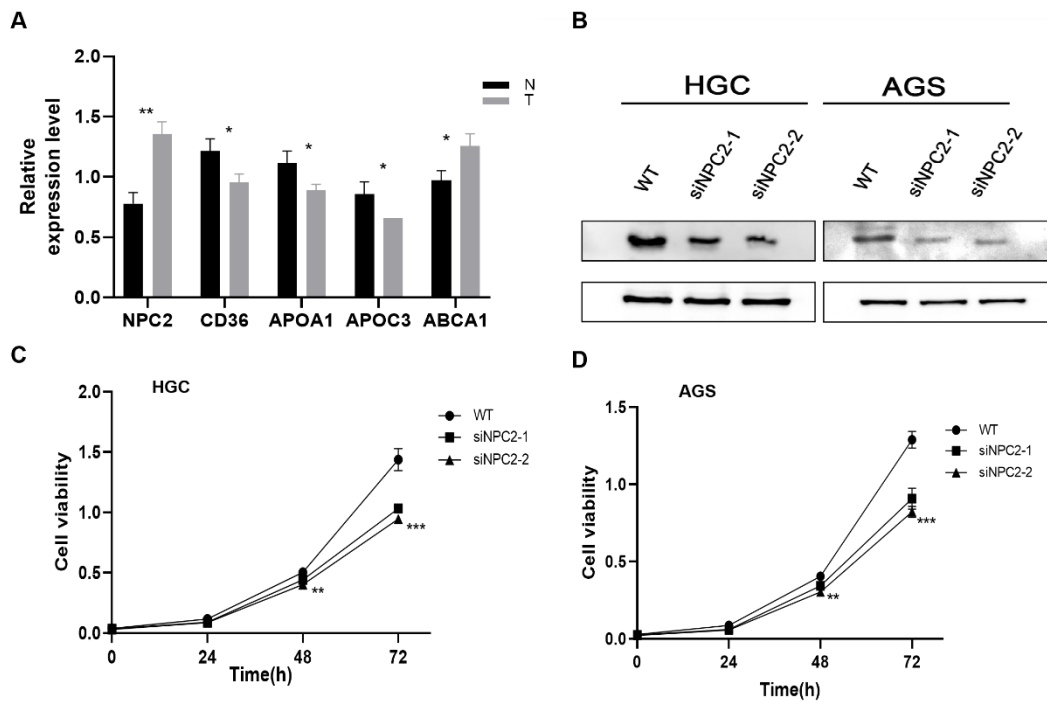 A
Relative
expression level
2.0
1.5
1.0
0.5
0.0
**
*
*
*
*
N
T
NPC2
CD36
APOA1
APOC3
ABCA1
B
HGC
AGS
WT
siNPC2-1
siNPC2-2
WT
siNPC2-1
siNPC2-2
C
HGC
Cell viability
2.0
1.5
1.0
0.5
0.0
0
24
48
72
Time(h)
WT
siNPC2-1
siNPC2-2
**
***
D
AGS
Cell viability
1.5
1.0
0.5
0.0
0
24
48
72
Time(h)
WT
siNPC2-1
siNPC2-2
**
***